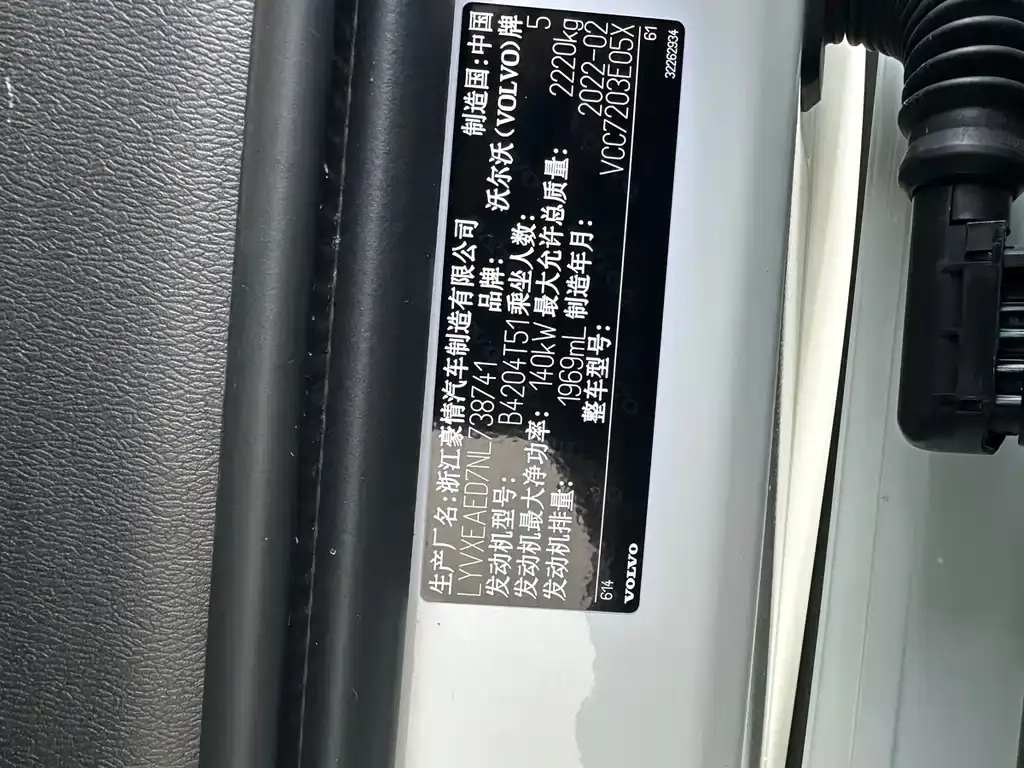 生产厂名:浙江豪情汽车制造有限公司 制造国:中国
LYVXEAED7NL738741 品牌: 沃尔沃(VOLVO)牌
发动机型号: B4204T51 乘坐人数: 5
发动机最大净功率: 140kW 最大允许总质量: 2220kg
发动机排量: 1969mL 制造年月: 2022-02
整车型号: VCC7203E05X
614 61
VOLVO 32262934